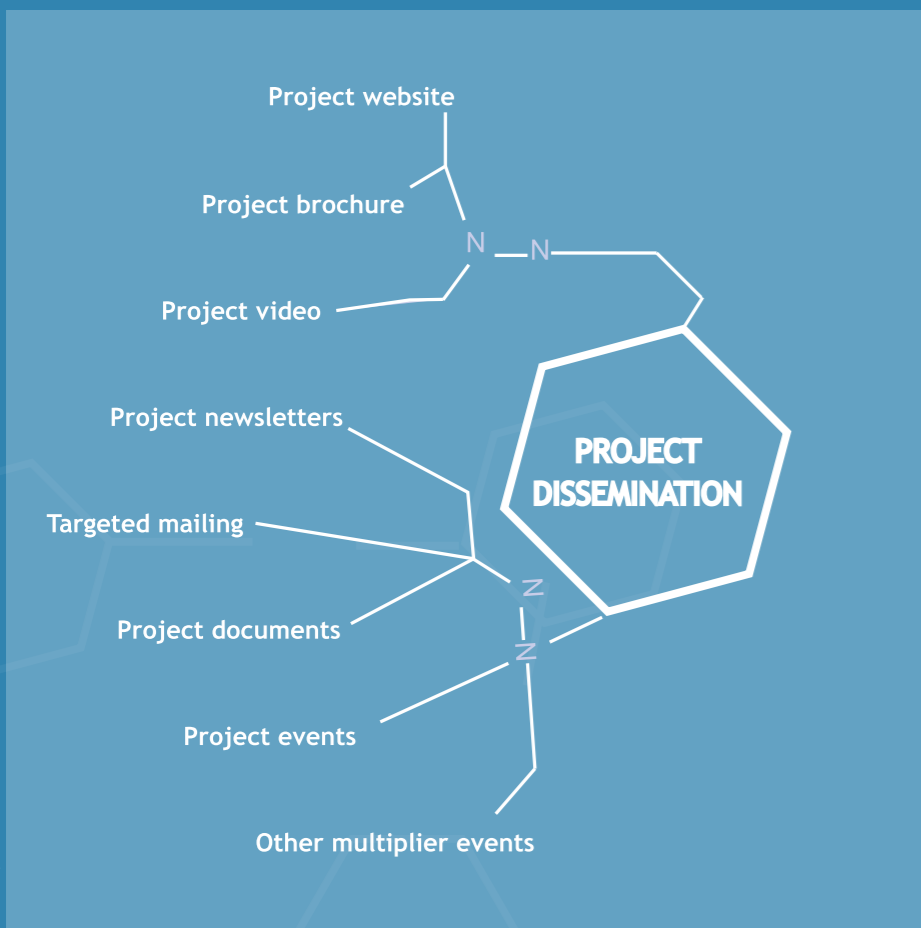 Project website
Project brochure
N
N
Project video
Project newsletters
PROJECT
DISSEMINATION
Targeted mailing
N
Project documents
N
Project events
Other multiplier events